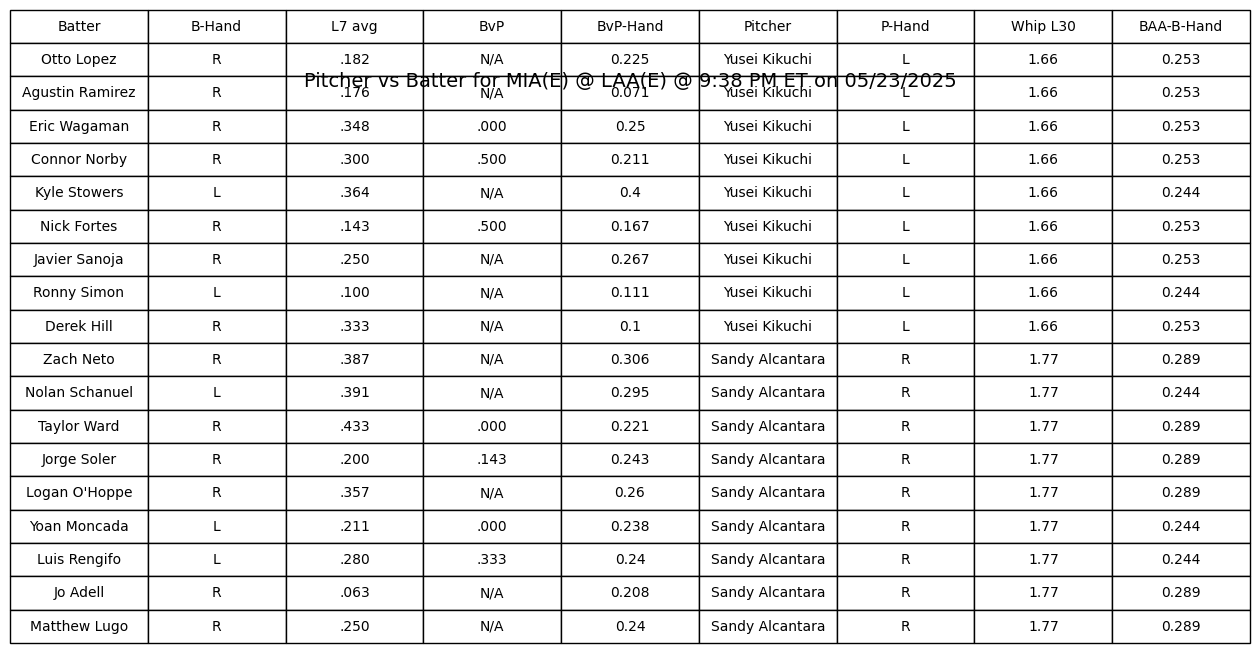 Batter B-Hand L7 avg BvP BvP-Hand Pitcher P-Hand Whip L30 BAA-B-Hand
Otto Lopez R .182 N/A 0.225 Yusei Kikuchi L 1.66 0.253
Pitcher vs Batter for MIA(E) @ LAA(E) @ 9:38 PM ET on 05/23/2025
Agustin Ramirez R .176 N/A 0.071 Yusei Kikuchi L 1.66 0.253
Eric Wagaman R .348 .000 0.25 Yusei Kikuchi L 1.66 0.253
Connor Norby R .300 .500 0.211 Yusei Kikuchi L 1.66 0.253
Kyle Stowers L .364 N/A 0.4 Yusei Kikuchi L 1.66 0.244
Nick Fortes R .143 .500 0.167 Yusei Kikuchi L 1.66 0.253
Javier Sanoja R .250 N/A 0.267 Yusei Kikuchi L 1.66 0.253
Ronny Simon L .100 N/A 0.111 Yusei Kikuchi L 1.66 0.244
Derek Hill R .333 N/A 0.1 Yusei Kikuchi L 1.66 0.253
Zach Neto R .387 N/A 0.306 Sandy Alcantara R 1.77 0.289
Nolan Schanuel L .391 N/A 0.295 Sandy Alcantara R 1.77 0.244
Taylor Ward R .433 .000 0.221 Sandy Alcantara R 1.77 0.289
Jorge Soler R .200 .143 0.243 Sandy Alcantara R 1.77 0.289
Logan O'Hoppe R .357 N/A 0.26 Sandy Alcantara R 1.77 0.289
Yoan Moncada L .211 .000 0.238 Sandy Alcantara R 1.77 0.244
Luis Rengifo L .280 .333 0.24 Sandy Alcantara R 1.77 0.244
Jo Adell R .063 N/A 0.208 Sandy Alcantara R 1.77 0.289
Matthew Lugo R .250 N/A 0.24 Sandy Alcantara R 1.77 0.289